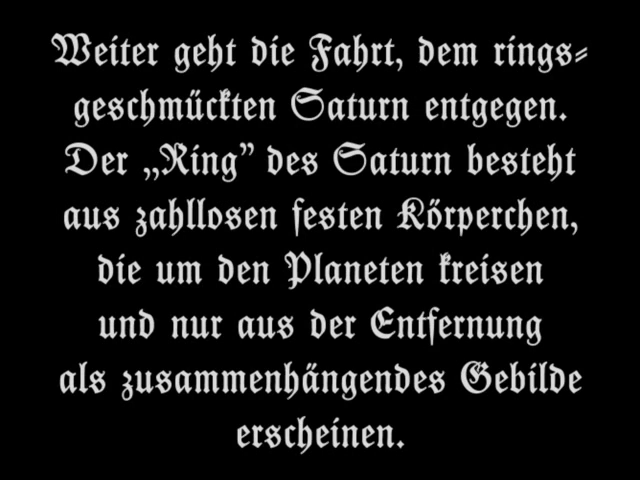 Weiter geht die Fahrt, dem rings-
geschmückten Saturn entgegen.
Der „Ring” des Saturn besteht
aus zahllosen festen Körperchen,
die um den Planeten kreisen
und nur aus der Entfernung
als zusammenhängendes Gebilde
erscheinen.